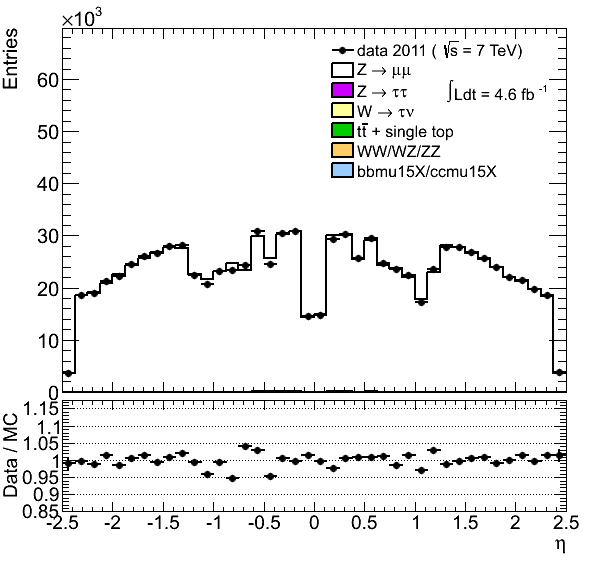 ×10³
Entries
60
50
40
30
20
10
0
data 2011 ( √s = 7 TeV)
Z → μμ
Z → ττ
∫Ldt = 4.6 fb⁻¹
W → τν
tt̄ + single top
WW/WZ/ZZ
bbmu15X/ccmu15X
Data / MC
1.15
1.1
1.05
1
0.95
0.9
0.85
-2.5 -2 -1.5 -1 -0.5 0 0.5 1 1.5 2 2.5
η